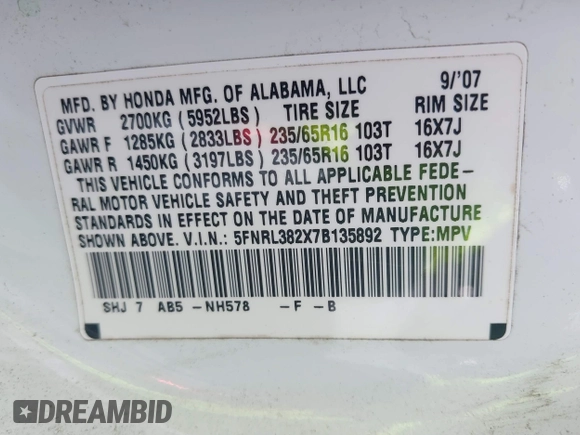 MFD. BY HONDA MFG. OF ALABAMA, LLC 9/'07
GVWR 2700KG (5952LBS) TIRE SIZE RIM SIZE
GAWR F 1285KG (2833LBS) 235/65R16 103T 16X7J
GAWR R 1450KG (3197LBS) 235/65R16 103T 16X7J
THIS VEHICLE CONFORMS TO ALL APPLICABLE FEDE-
RAL MOTOR VEHICLE SAFETY AND THEFT PREVENTION
STANDARDS IN EFFECT ON THE DATE OF MANUFACTURE
SHOWN ABOVE. V.I.N.: 5FNRL382X7B135892 TYPE:MPV
SHJ 7 AB5 -NH578 -F -B
DREAMBID